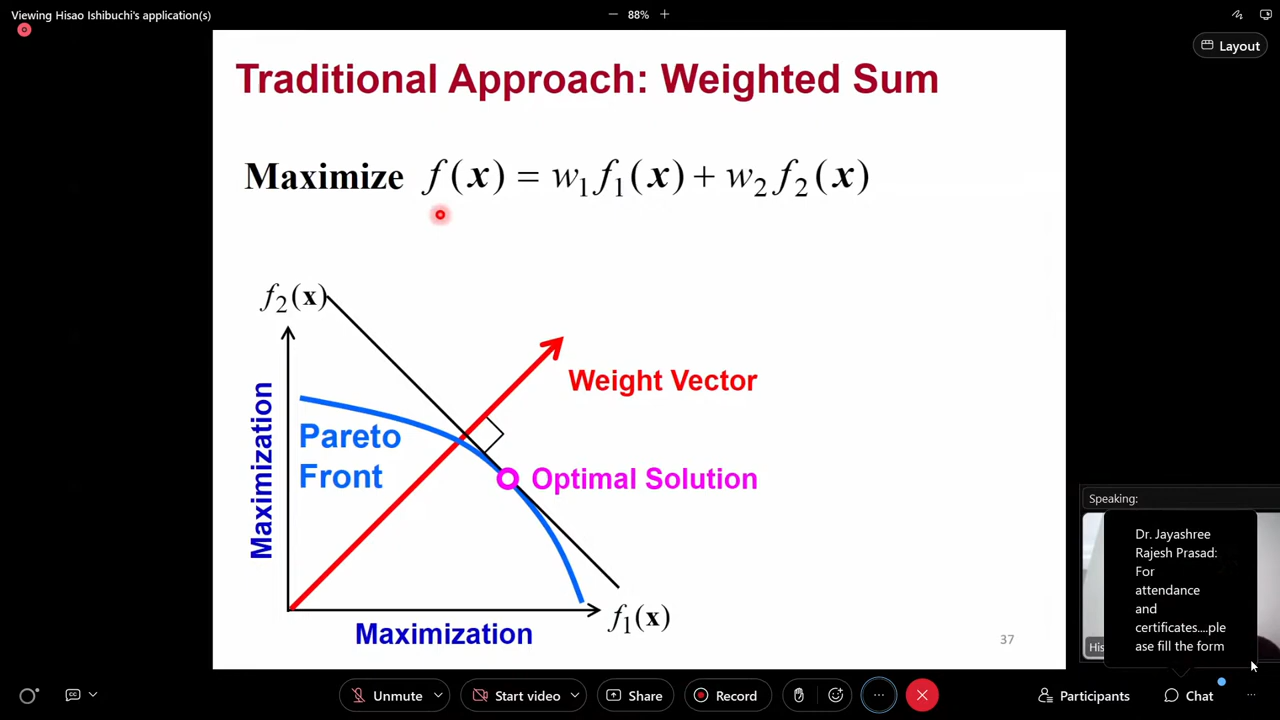 Viewing Hisao Ishibuchi's application(s)
88%
Layout
Traditional Approach: Weighted Sum
Maximize f(x) = w₁f₁(x) + w₂f₂(x)
f₂(x)
Maximization
Weight Vector
Pareto
Front
Optimal Solution
f₁(x)
Maximization
37
Speaking:
Dr. Jayashree
Rajesh Prasad:
For
attendance
and
certificates....ple
ase fill the form
His
Unmute
Start video
Share
Record
Participants
Chat
CC